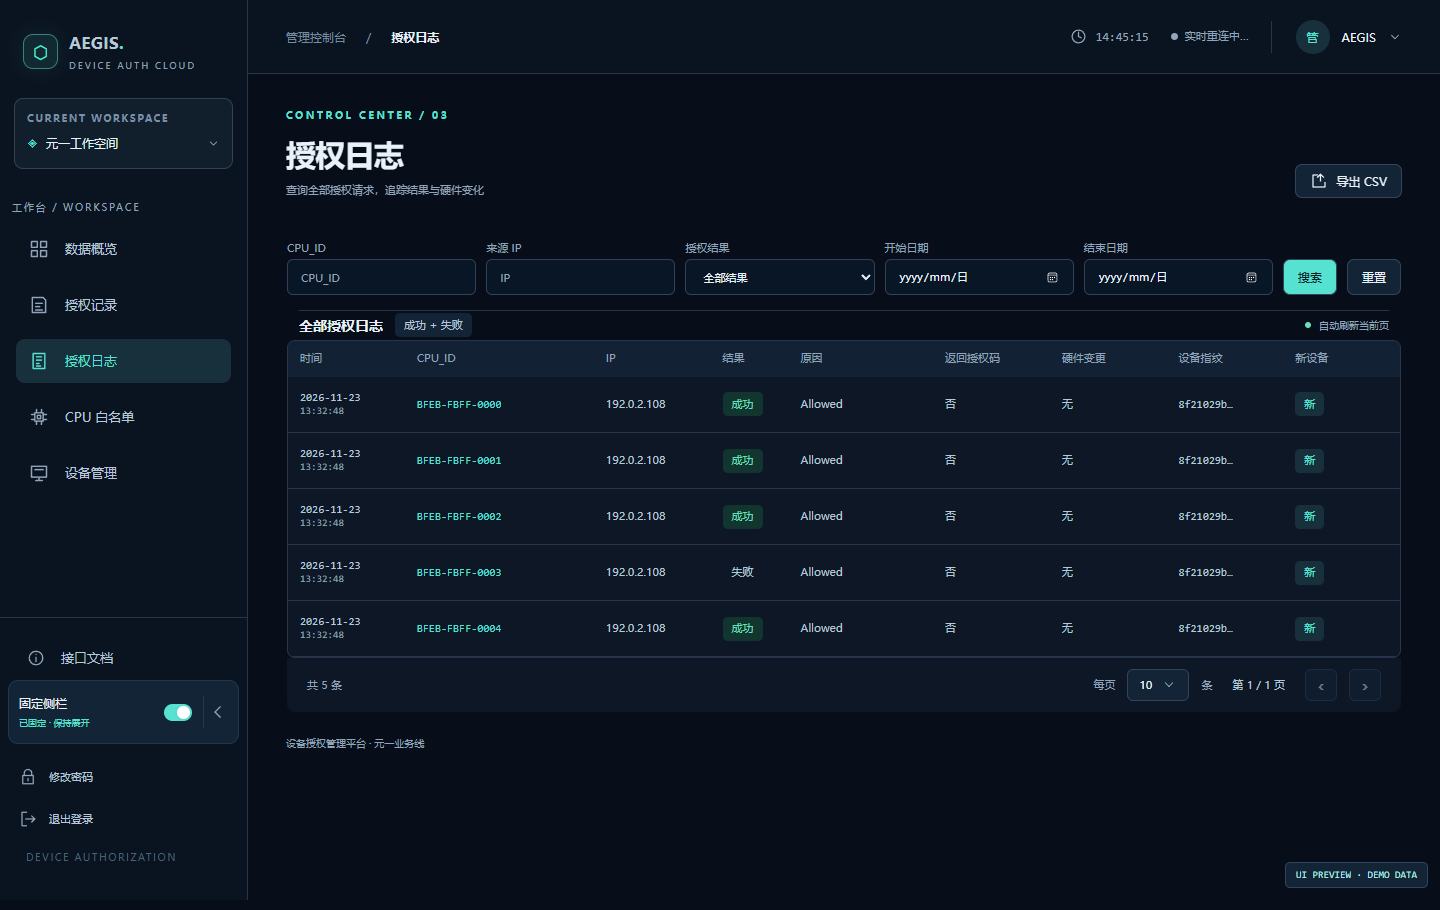 AEGIS.
DEVICE AUTH CLOUD
CURRENT WORKSPACE
元一工作空间
工作台 / WORKSPACE
数据概览
授权记录
授权日志
CPU 白名单
设备管理
接口文档
固定侧栏
已固定 · 保持展开
修改密码
退出登录
DEVICE AUTHORIZATION
管理控制台 / 授权日志
14:45:15 实时重连中... 管 AEGIS
CONTROL CENTER / 03
授权日志
查询全部授权请求，追踪结果与硬件变化
导出 CSV
CPU_ID 来源 IP 授权结果 开始日期 结束日期
CPU_ID IP 全部结果 yyyy/mm/日 yyyy/mm/日 搜索 重置
全部授权日志 成功 + 失败 自动刷新当前页
时间 CPU_ID IP 结果 原因 返回授权码 硬件变更 设备指纹 新设备
2026-11-23
13:32:48 BFEB-FBFF-0000 192.0.2.108 成功 Allowed 否 无 8f21029b… 新
2026-11-23
13:32:48 BFEB-FBFF-0001 192.0.2.108 成功 Allowed 否 无 8f21029b… 新
2026-11-23
13:32:48 BFEB-FBFF-0002 192.0.2.108 成功 Allowed 否 无 8f21029b… 新
2026-11-23
13:32:48 BFEB-FBFF-0003 192.0.2.108 失败 Allowed 否 无 8f21029b… 新
2026-11-23
13:32:48 BFEB-FBFF-0004 192.0.2.108 成功 Allowed 否 无 8f21029b… 新
共 5 条 每页 10 条 第 1 / 1 页 ‹ ›
设备授权管理平台 · 元一业务线
UI PREVIEW · DEMO DATA